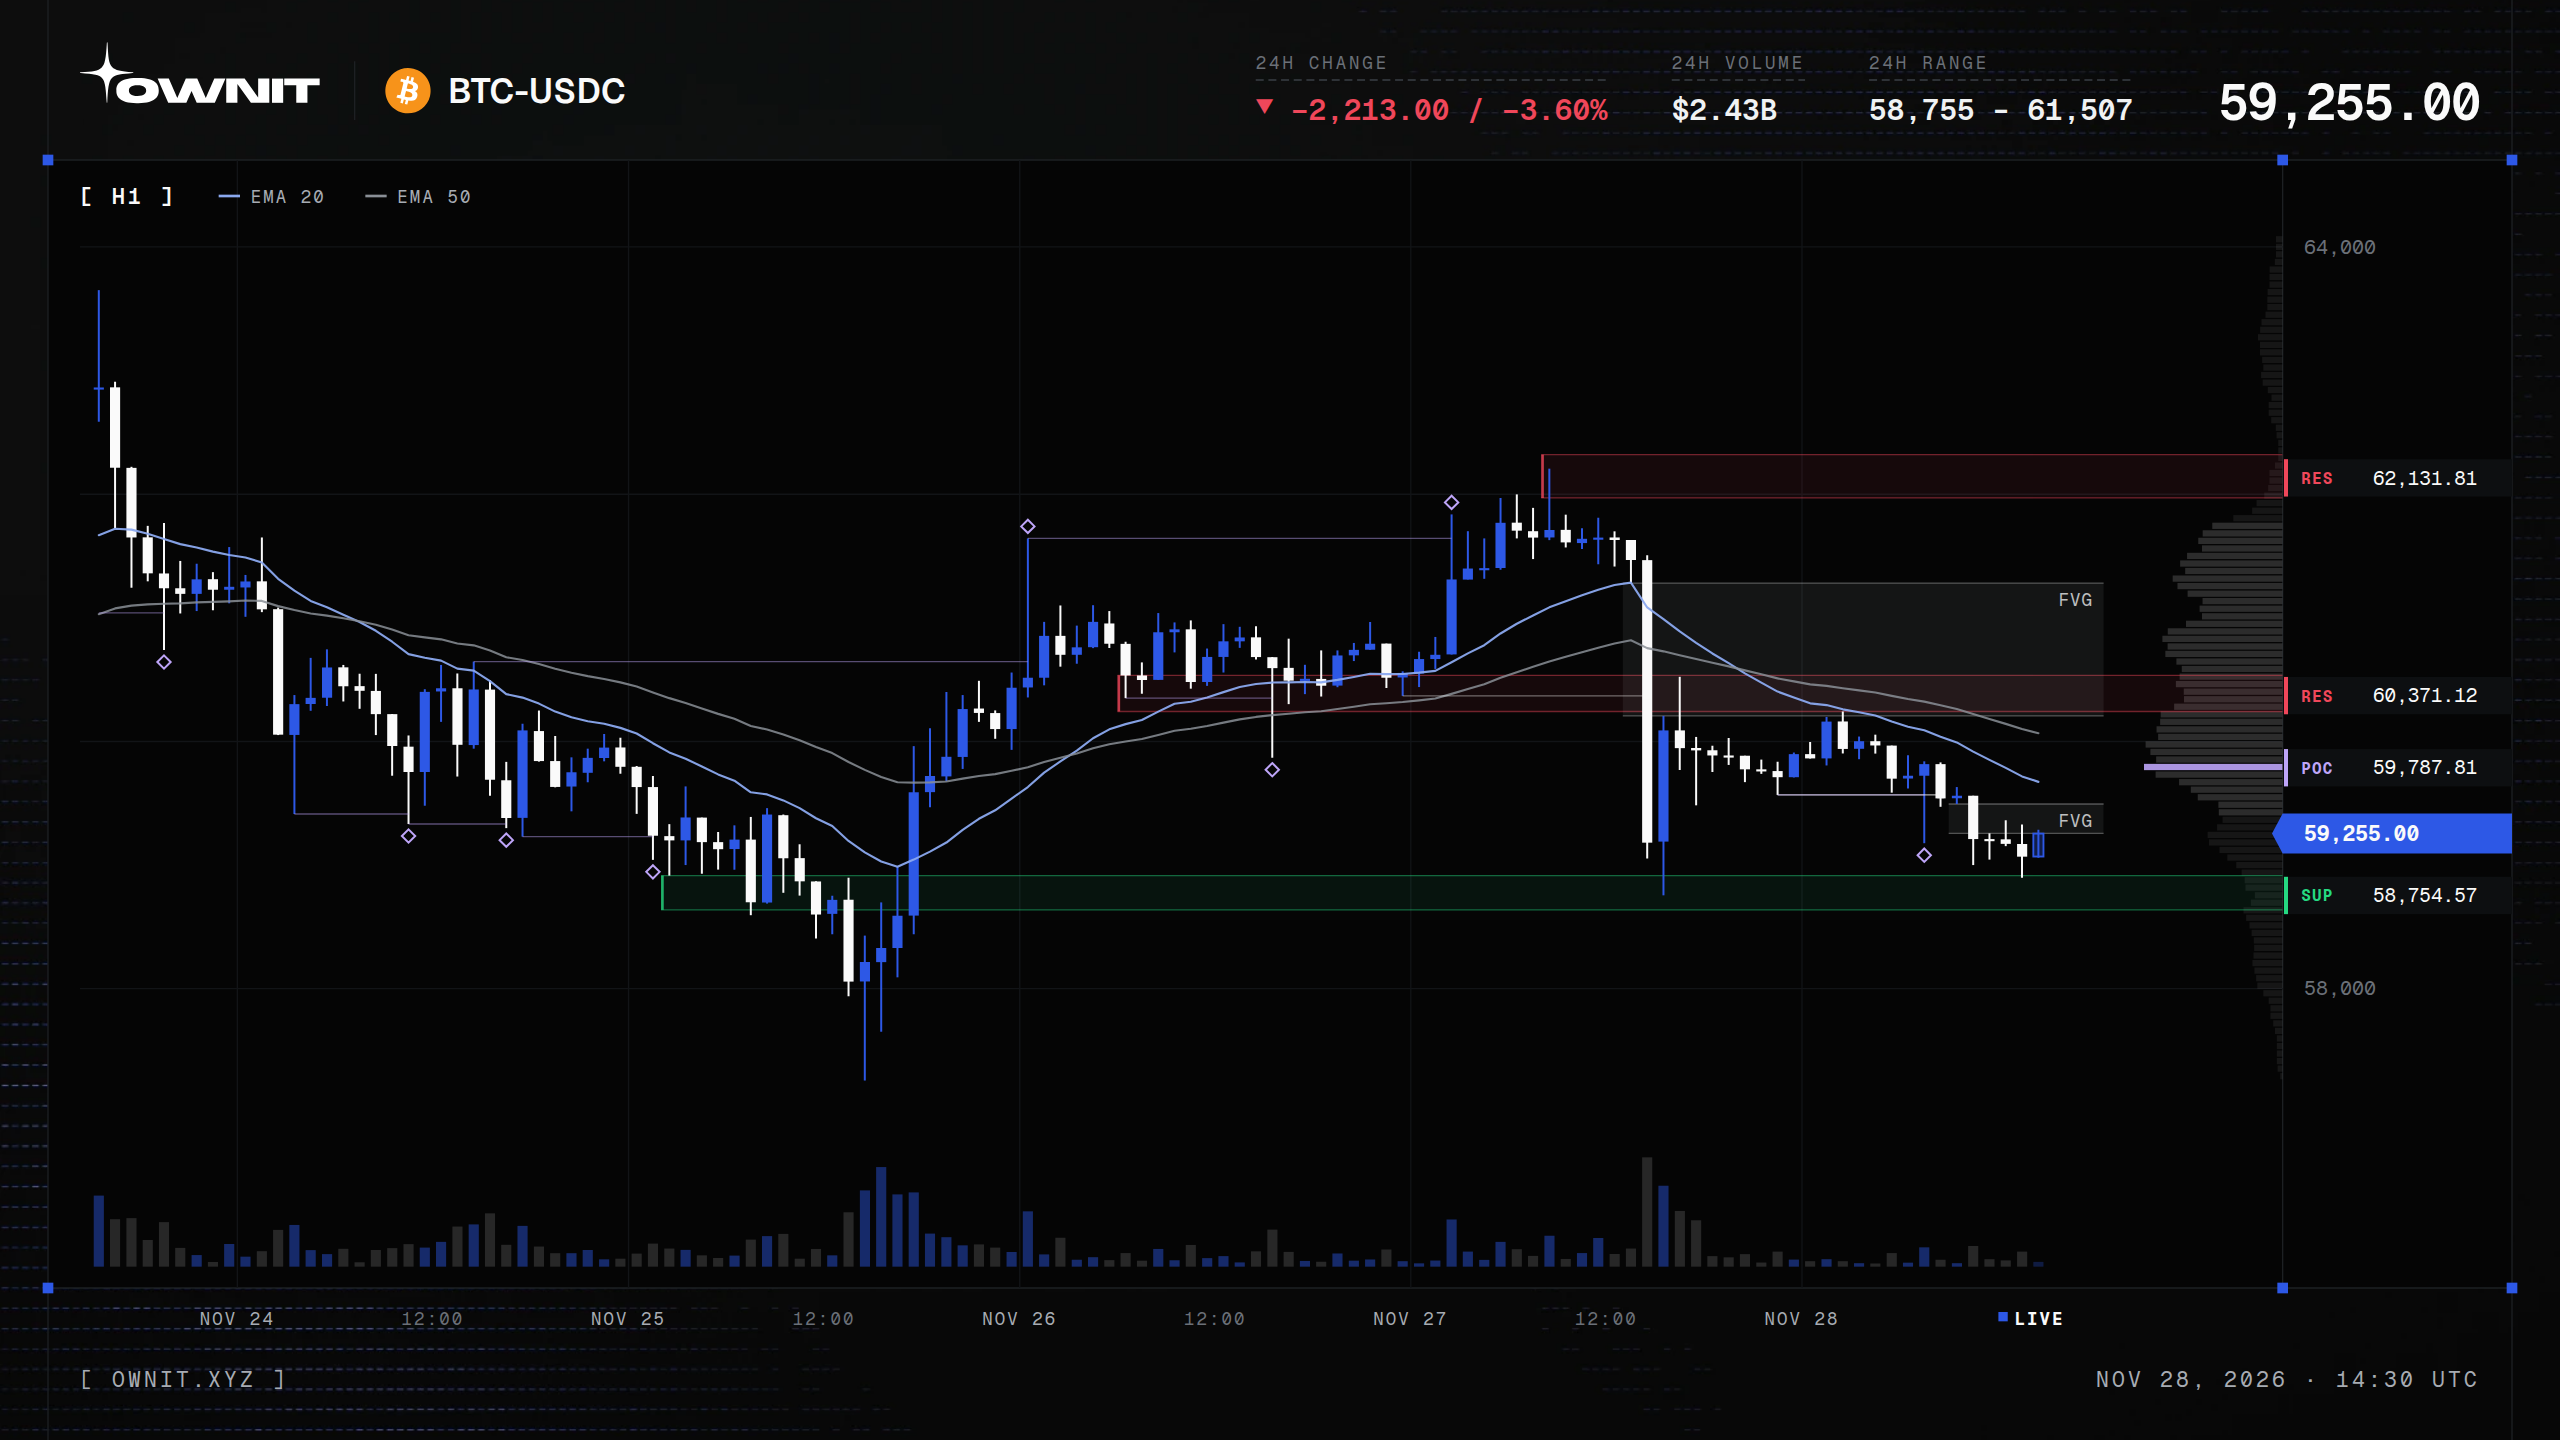 OWNIT
BTC-USDC
24H CHANGE
▼ -2,213.00 / -3.60%
24H VOLUME
$2.43B
24H RANGE
58,755 – 61,507
59,255.00
[ H1 ]
EMA 20
EMA 50
64,000
RES 62,131.81
FVG
RES 60,371.12
POC 59,787.81
FVG
59,255.00
SUP 58,754.57
58,000
NOV 24
12:00
NOV 25
12:00
NOV 26
12:00
NOV 27
12:00
NOV 28
LIVE
[ OWNIT.XYZ ]
NOV 28, 2026 · 14:30 UTC